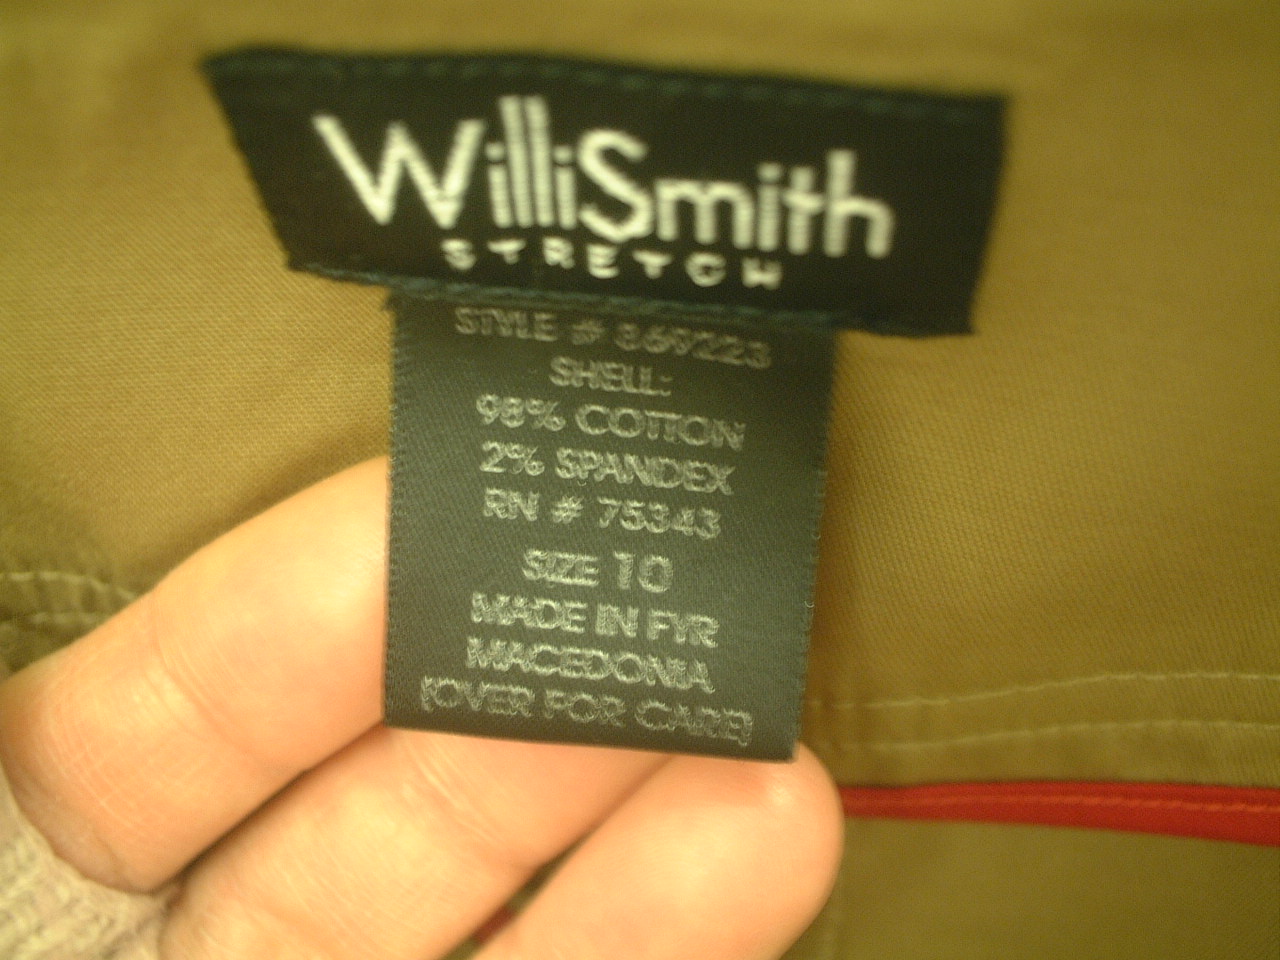 WilliSmith
STRETCH
STYLE # 869223
SHELL:
98% COTTON
2% SPANDEX
RN # 75343
SIZE 10
MADE IN FYR
MACEDONIA
(OVER FOR CARE)